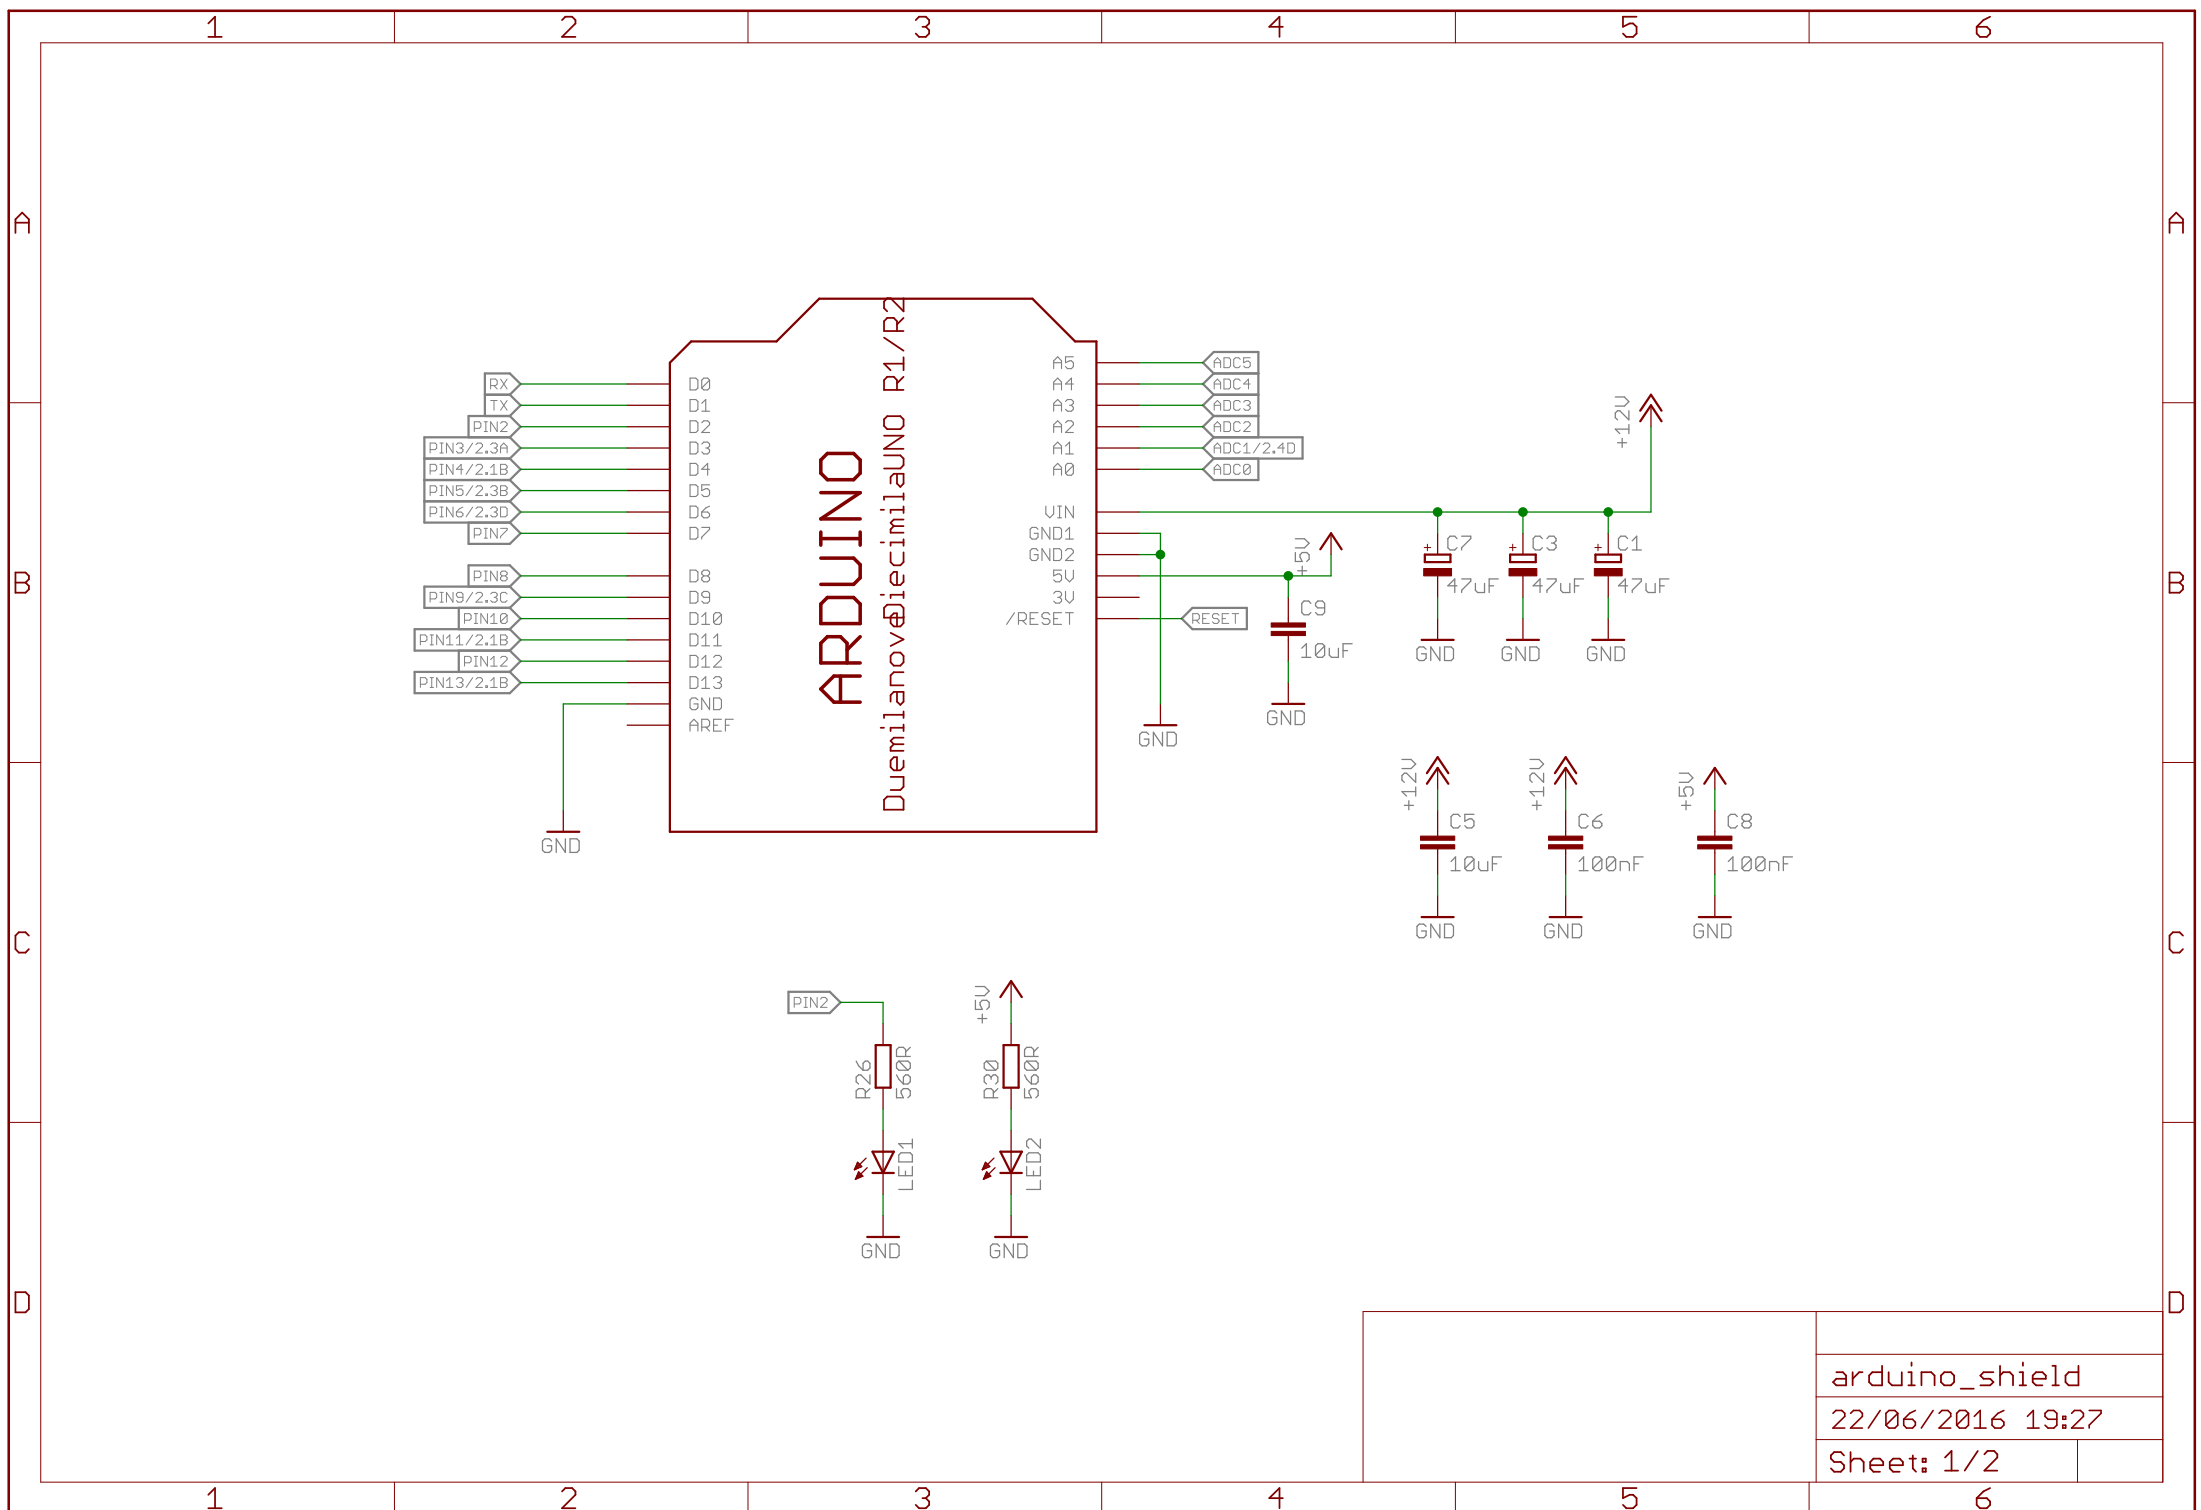 1 2 3 4 5 6
A A
B B
C C
D D
1 2 3 4 5 6
ARDUINO
DuemilanoveDiecimilaUNO R1/R2
RX D0
TX D1
PIN2 D2
PIN3/2.3A D3
PIN4/2.1B D4
PIN5/2.3B D5
PIN6/2.3D D6
PIN7 D7
PIN8 D8
PIN9/2.3C D9
PIN10 D10
PIN11/2.1B D11
PIN12 D12
PIN13/2.1B D13
GND
AREF
GND
A5 ADC5
A4 ADC4
A3 ADC3
A2 ADC2
A1 ADC1/2.4D
A0 ADC0
VIN
GND1
GND2
5V
3V
/RESET RESET
GND
+5V
C9
10uF
GND
+12V
+ C7 + C3 + C1
47uF 47uF 47uF
GND GND GND
+12V +12V +5V
C5 C6 C8
10uF 100nF 100nF
GND GND GND
PIN2 +5V
R26 560R R30 560R
LED1 LED2
GND GND
arduino_shield
22/06/2016 19:27
Sheet: 1/2